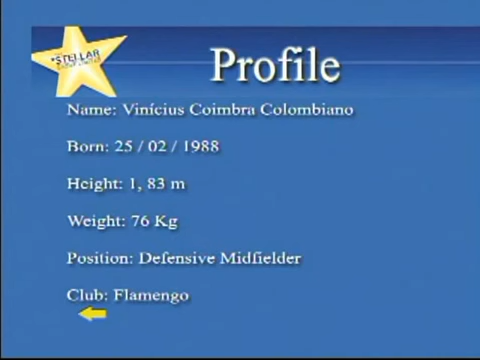 *STELLAR
Profile
Name: Vinícius Coimbra Colombiano
Born: 25 / 02 / 1988
Height: 1, 83 m
Weight: 76 Kg
Position: Defensive Midfielder
Club: Flamengo